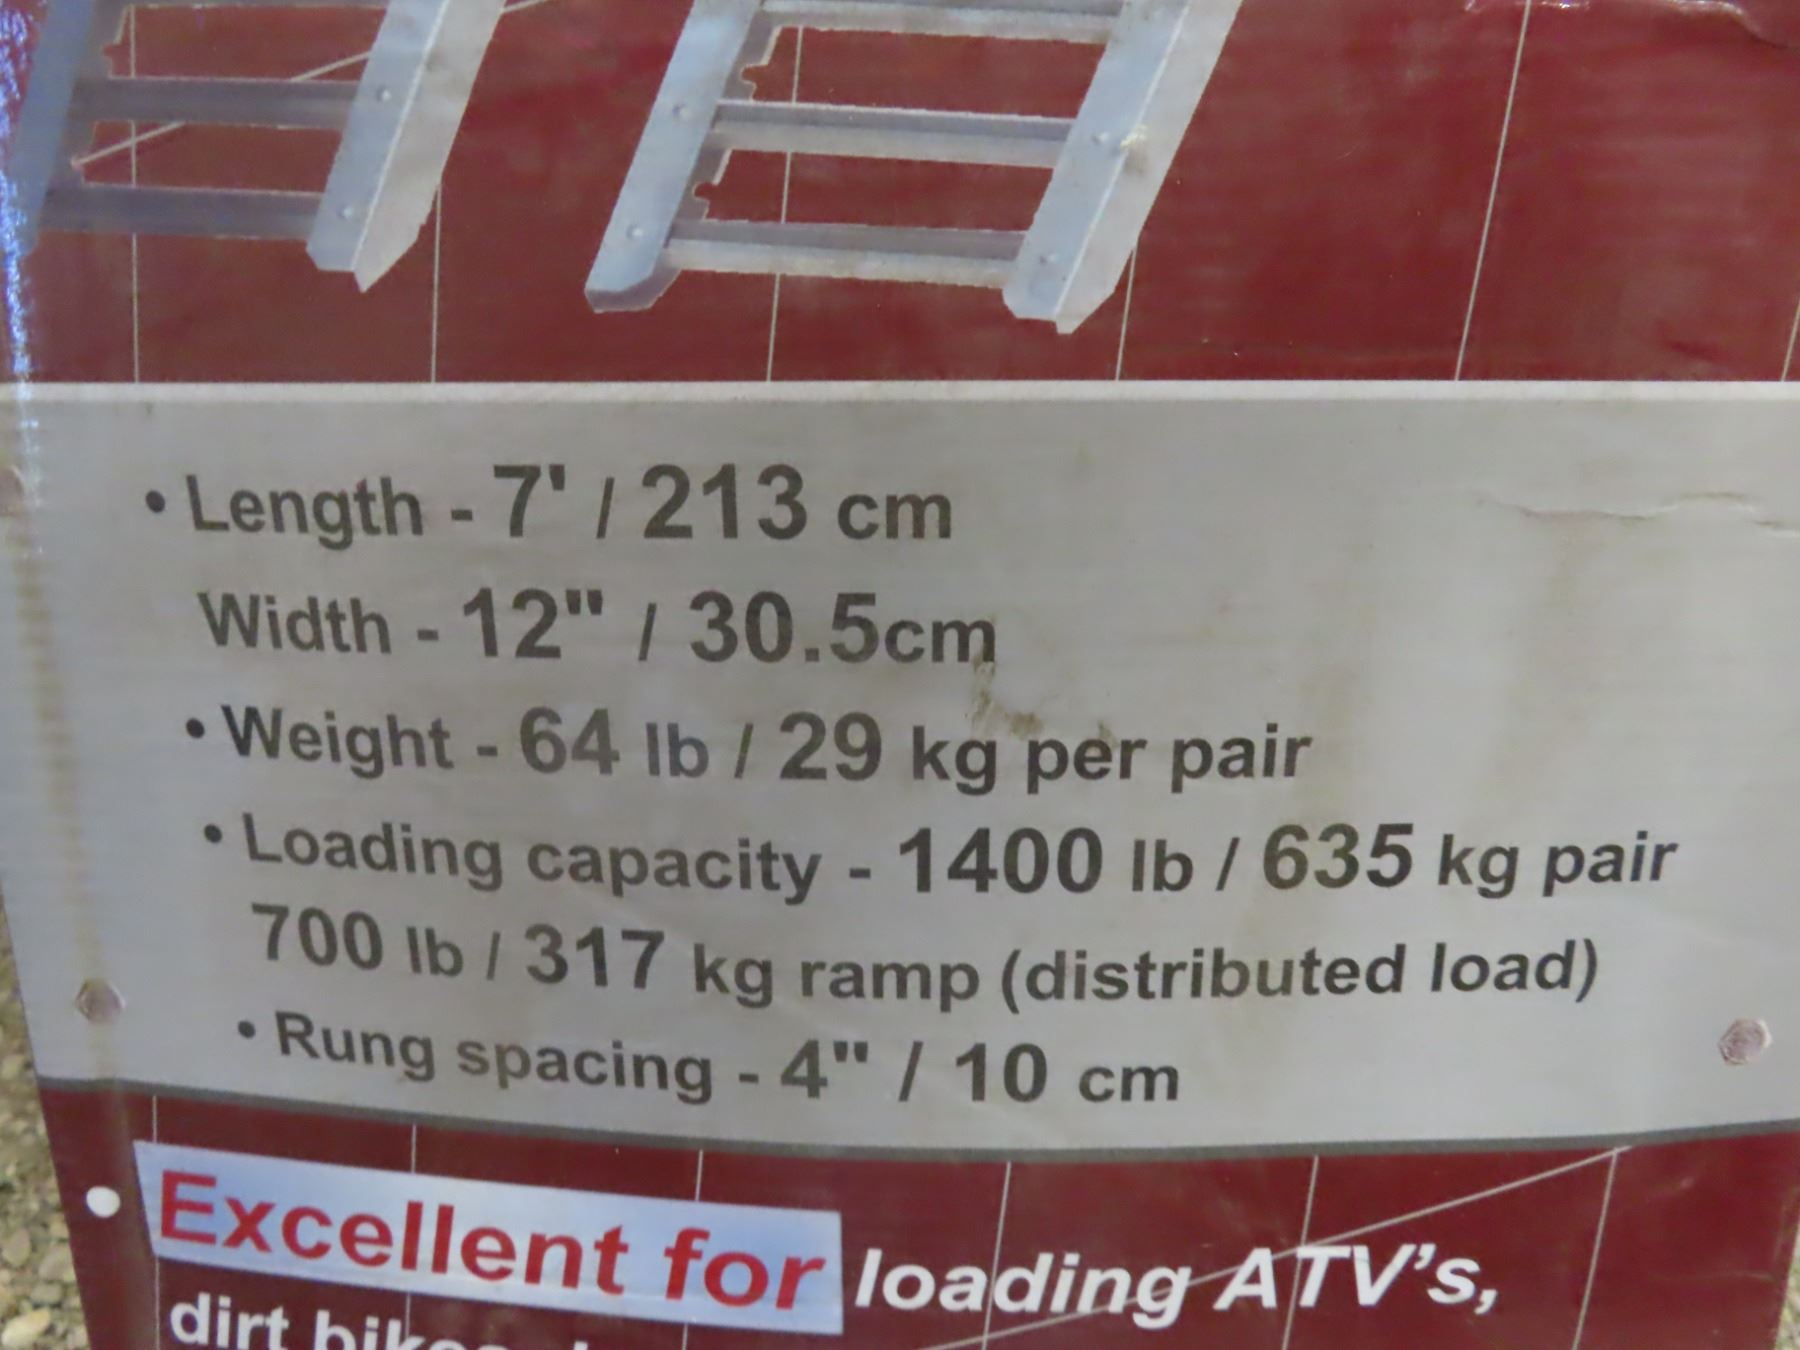 • Length - 7' / 213 cm
Width - 12" / 30.5cm
• Weight - 64 lb / 29 kg per pair
• Loading capacity - 1400 lb / 635 kg pair
700 lb / 317 kg ramp (distributed load)
• Rung spacing - 4" / 10 cm
• Excellent for loading ATV's,
dirt bikes